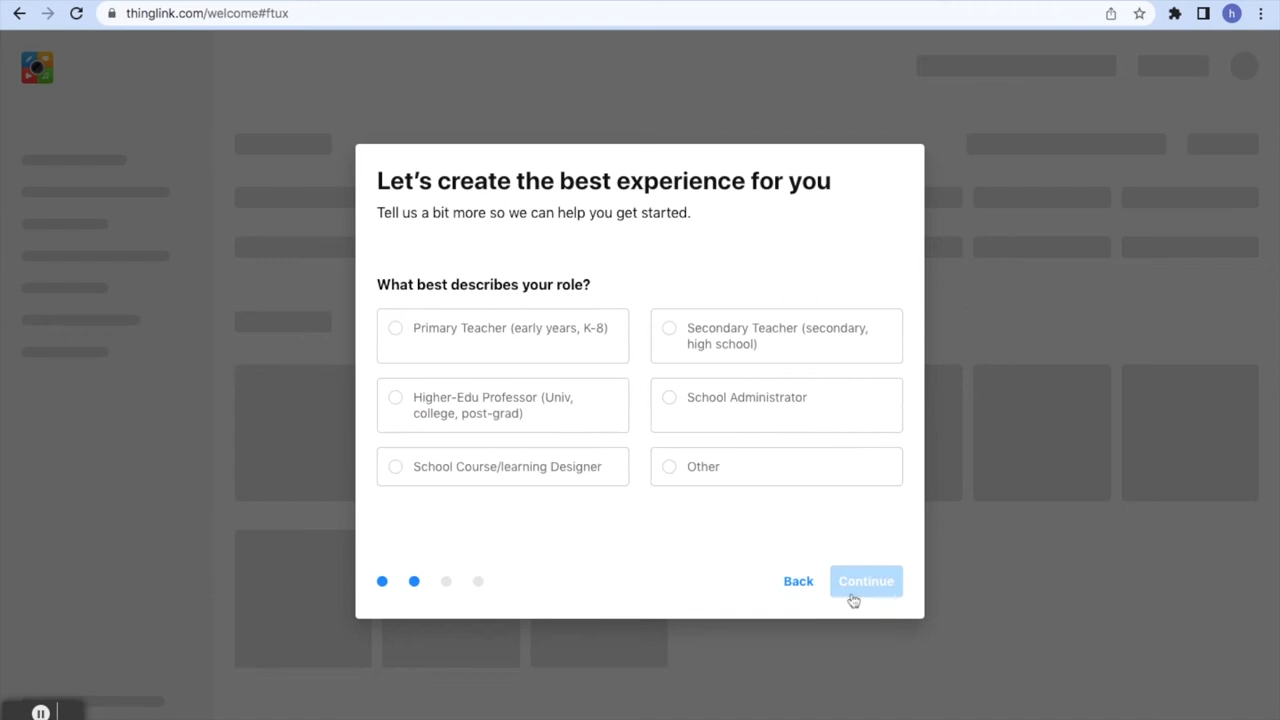 thinglink.com/welcome#ftux
h
Let's create the best experience for you
Tell us a bit more so we can help you get started.
What best describes your role?
Primary Teacher (early years, K-8)
Secondary Teacher (secondary,
high school)
Higher-Edu Professor (Univ,
college, post-grad)
School Administrator
School Course/learning Designer
Other
Back
Continue